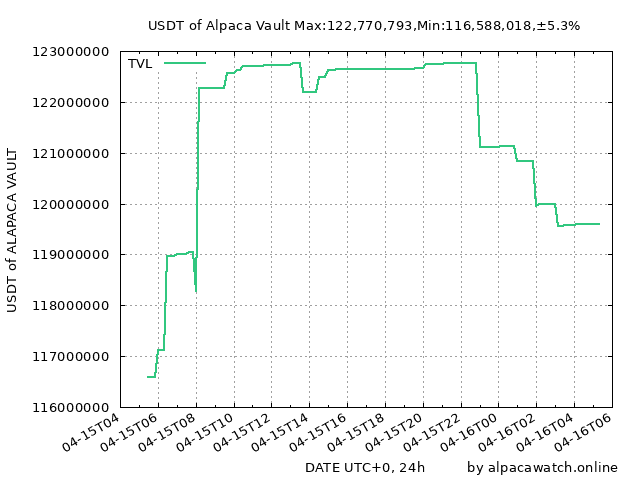 USDT of Alpaca Vault Max:122,770,793,Min:116,588,018,±5.3%
TVL
123000000
122000000
121000000
120000000
119000000
118000000
117000000
116000000
USDT of ALAPACA VAULT
04-15T04
04-15T06
04-15T08
04-15T10
04-15T12
04-15T14
04-15T16
04-15T18
04-15T20
04-15T22
04-16T00
04-16T02
04-16T04
04-16T06
DATE UTC+0, 24h
by alpacawatch.online